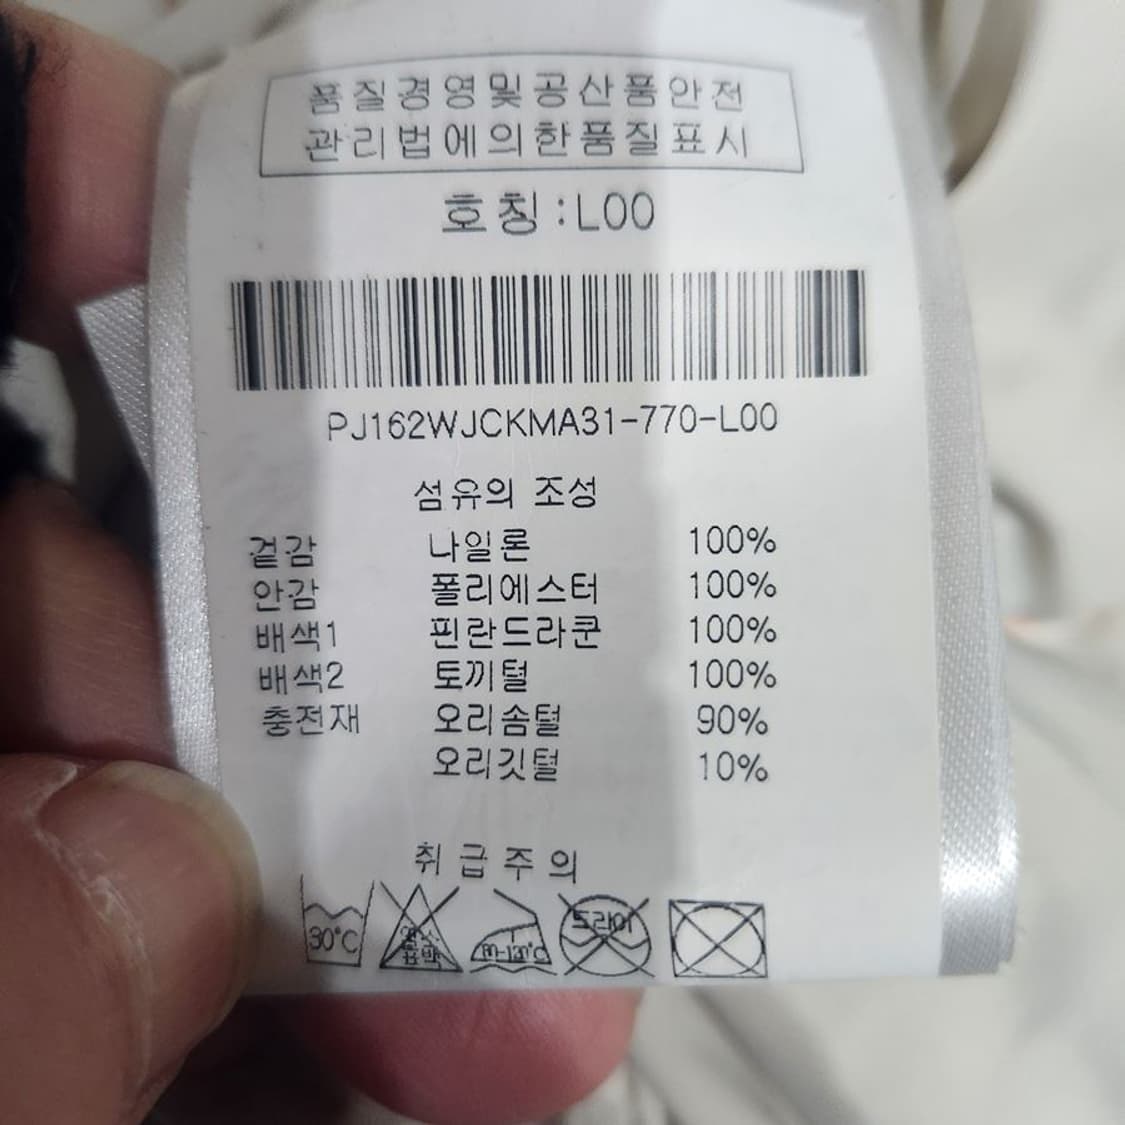 품질경영및공산품안전
관리법에의한품질표시
호칭:L00
PJ162WJCKMA31-770-L00
섬유의 조성
겉감 나일론 100%
안감 폴리에스터 100%
배색1 핀란드라쿤 100%
배색2 토끼털 100%
충전재 오리솜털 90%
오리깃털 10%
취급주의
30°C
드라이